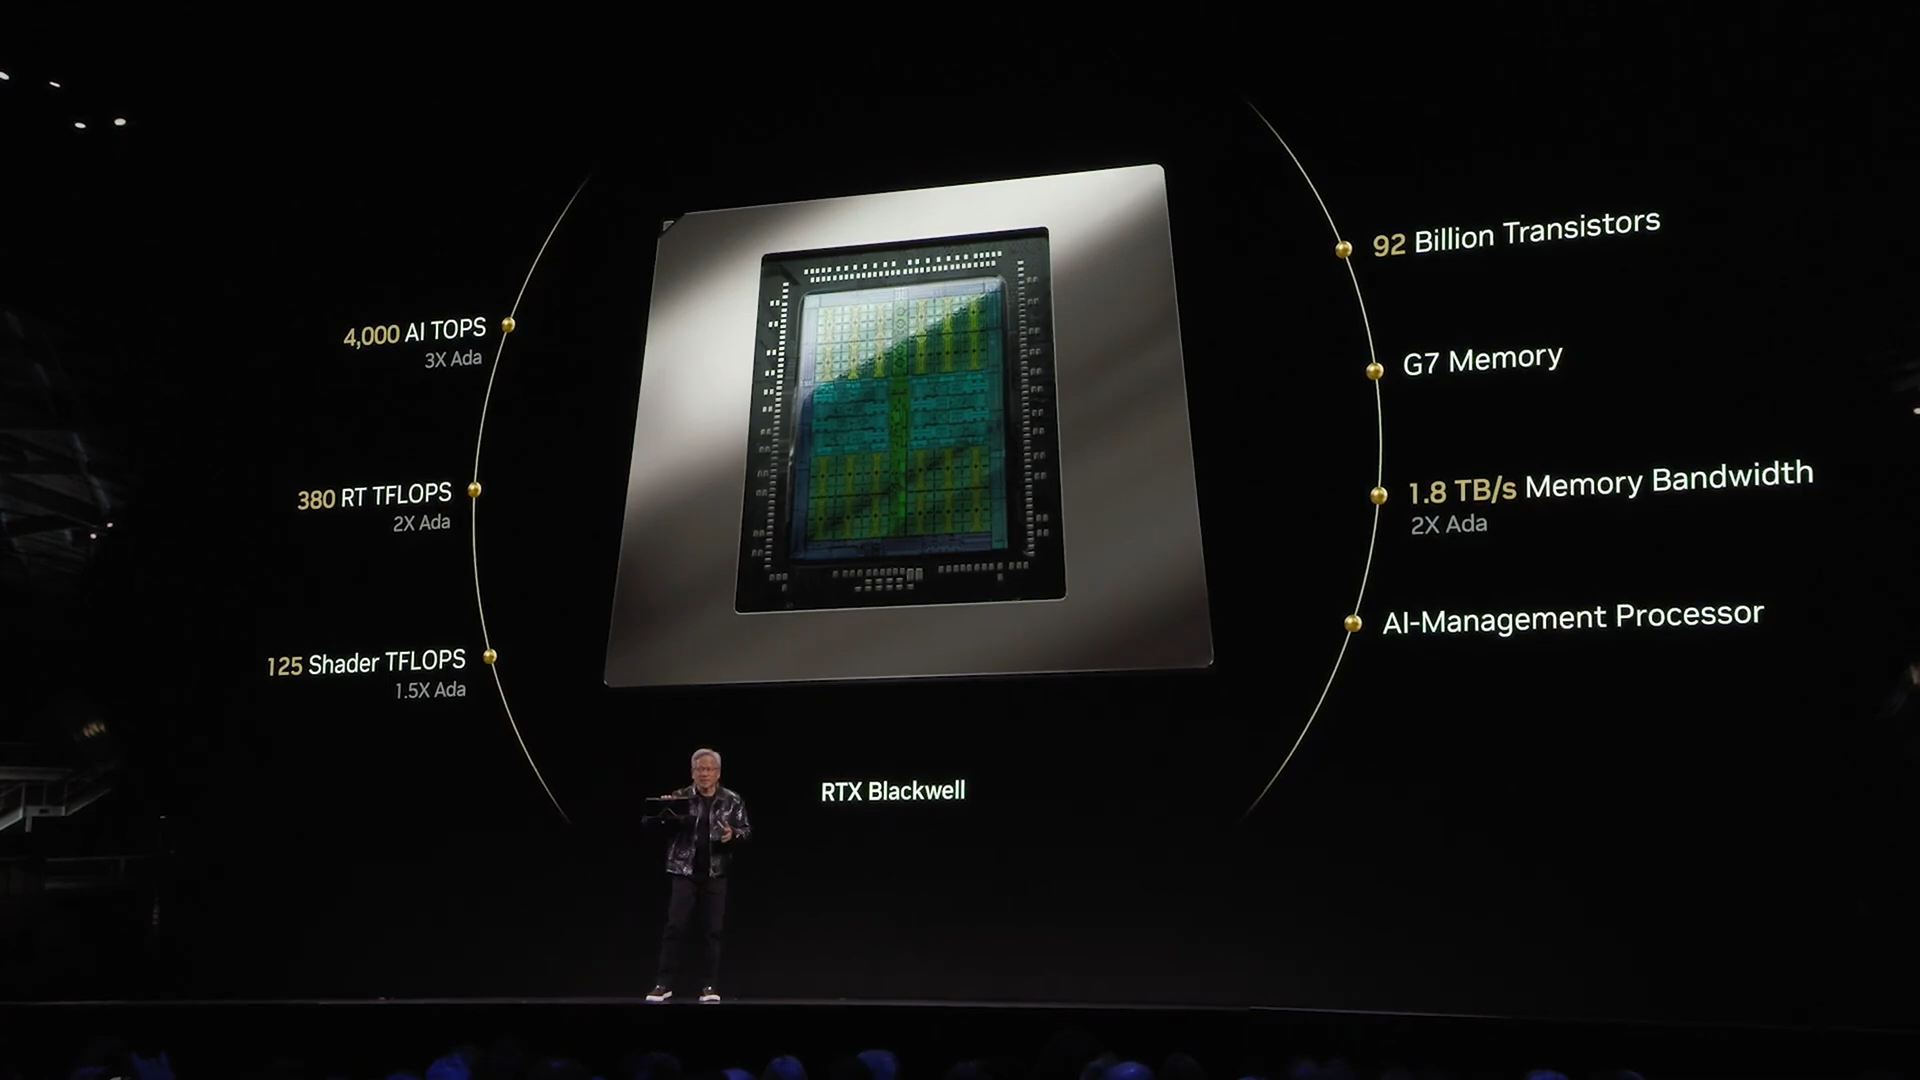 4,000 AI TOPS
3X Ada
380 RT TFLOPS
2X Ada
125 Shader TFLOPS
1.5X Ada
92 Billion Transistors
G7 Memory
1.8 TB/s Memory Bandwidth
2X Ada
AI-Management Processor
RTX Blackwell